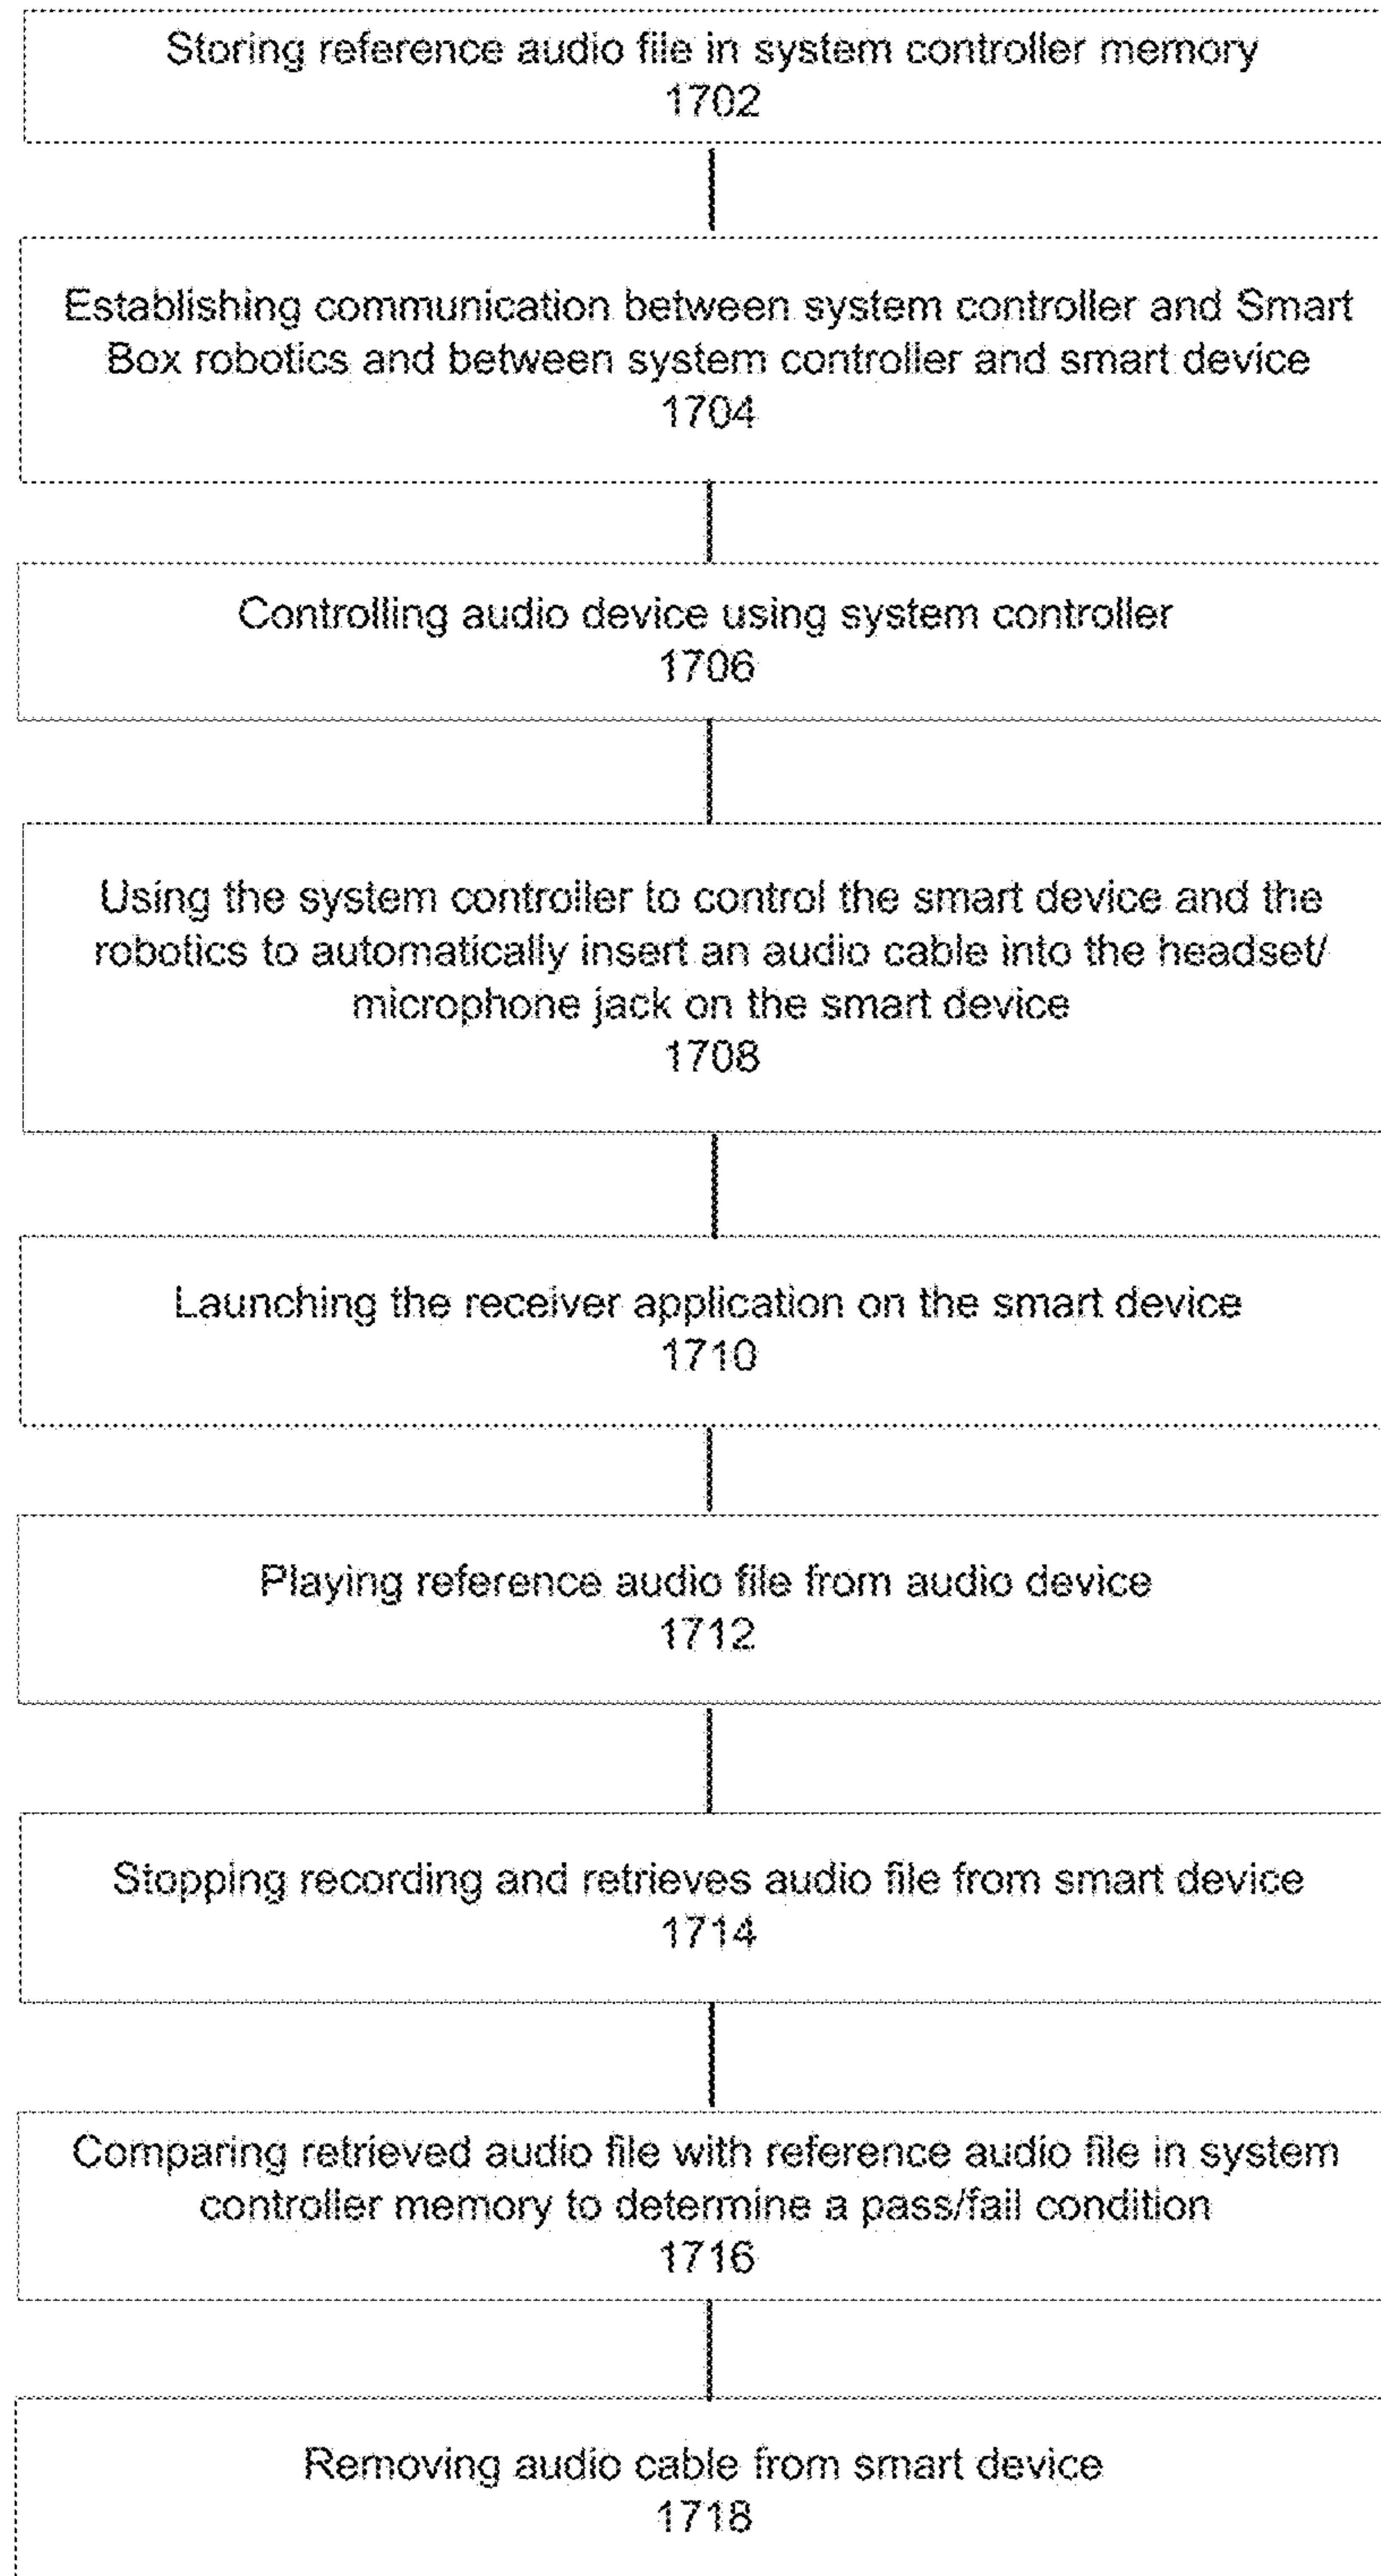 Storing reference audio file in system controller memory
1702
Establishing communication between system controller and Smart
Box robotics and between system controller and smart device
1704
Controlling audio device using system controller
1706
Using the system controller to control the smart device and the
robotics to automatically insert an audio cable into the headset/
microphone jack on the smart device
1708
Launching the receiver application on the smart device
1710
Playing reference audio file from audio device
1712
Stopping recording and retrieves audio file from smart device
1714
Comparing retrieved audio file with reference audio file in system
controller memory to determine a pass/fail condition
1716
Removing audio cable from smart device
1718